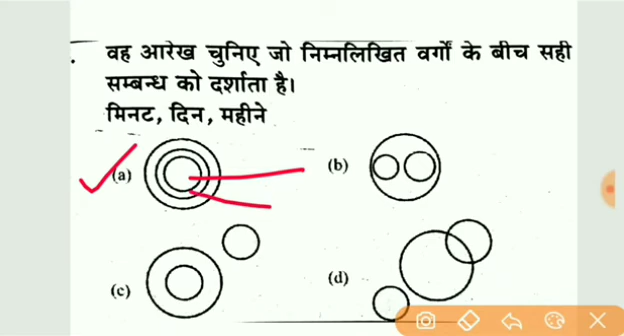 वह आरेख चुनिए जो निम्नलिखित वर्गों के बीच सही
सम्बन्ध को दर्शाता है।
मिनट, दिन, महीने
(a)
(b)
(c)
(d)